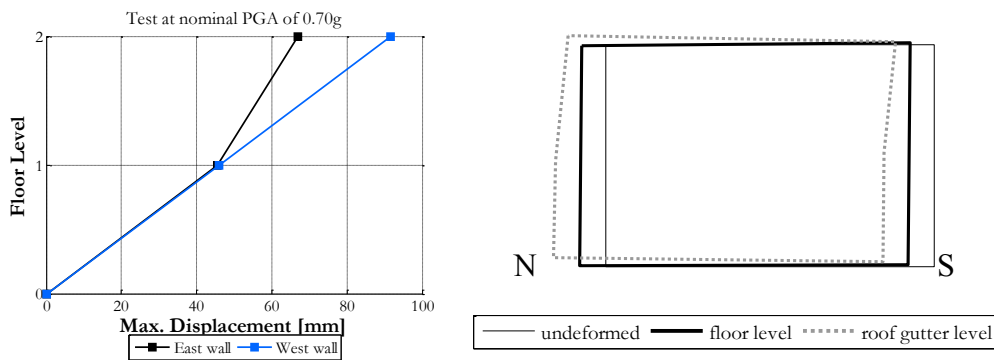 Test at nominal PGA of 0.70g
2
1
0
Floor Level
0 20 40 60 80 100
Max. Displacement [mm]
East wall West wall
N S
undeformed floor level roof gutter level